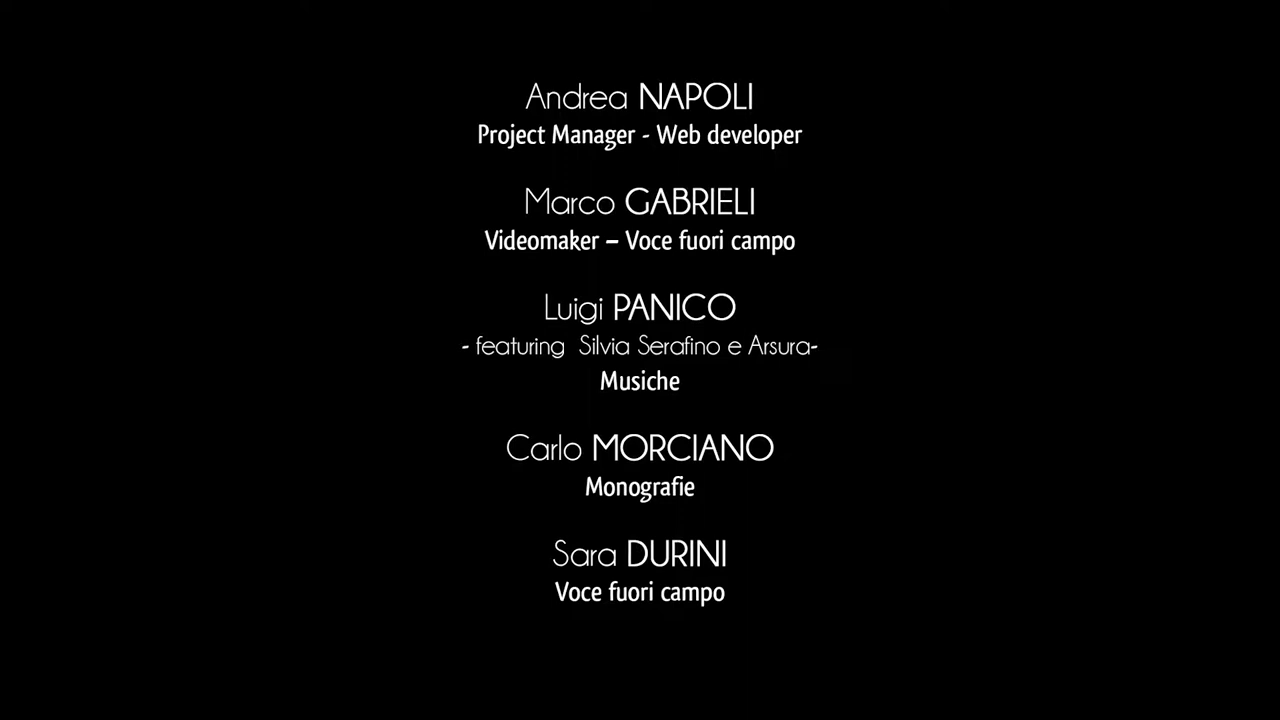 Andrea NAPOLI
Project Manager - Web developer
Marco GABRIELI
Videomaker – Voce fuori campo
Luigi PANICO
- featuring Silvia Serafino e Arsura-
Musiche
Carlo MORCIANO
Monografie
Sara DURINI
Voce fuori campo